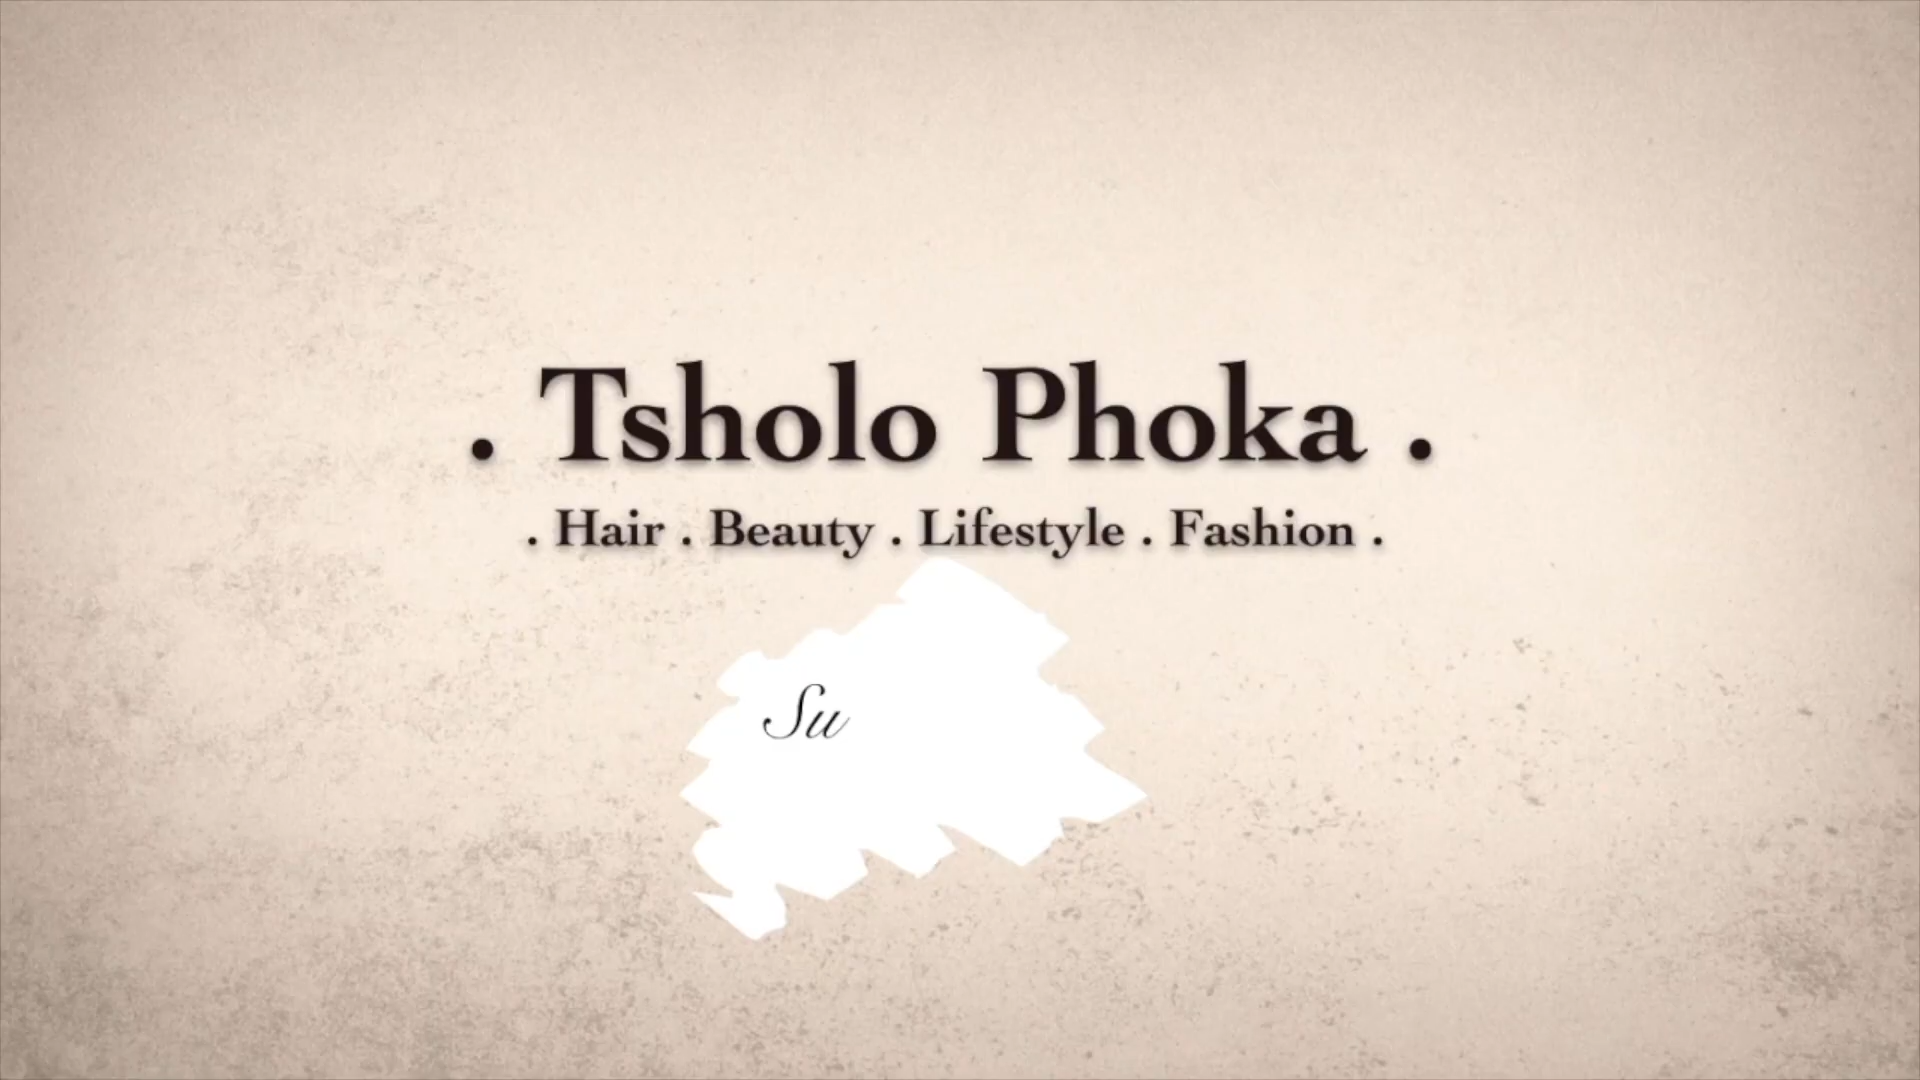 . Tsholo Phoka .
. Hair . Beauty . Lifestyle . Fashion .
Su